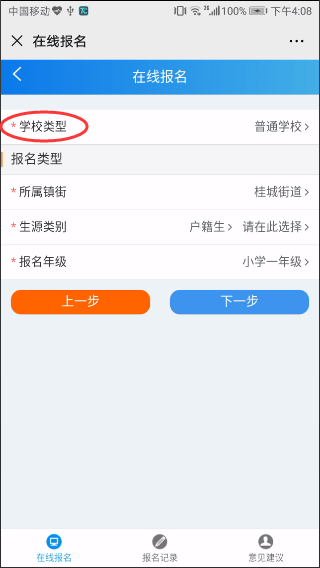 中国移动 100% 下午4:08
在线报名
在线报名
* 学校类型 普通学校
报名类型
* 所属镇街 桂城街道
* 生源类别 户籍生 请在此选择
* 报名年级 小学一年级
上一步 下一步
在线报名 报名记录 意见建议